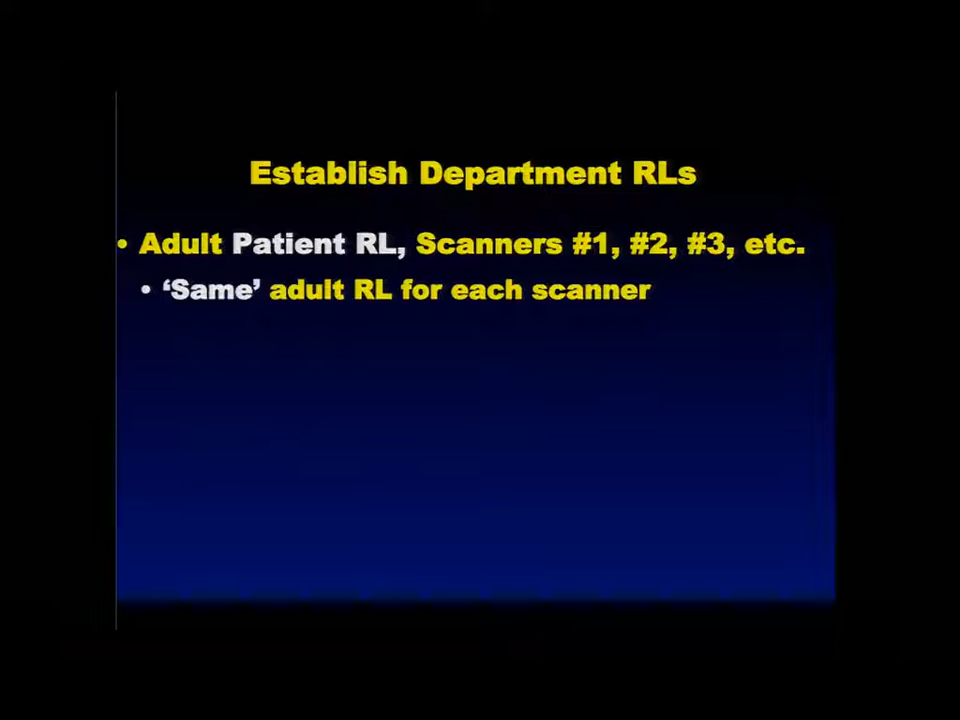 Establish Department RLs
• Adult Patient RL, Scanners #1, #2, #3, etc.
• ‘Same’ adult RL for each scanner